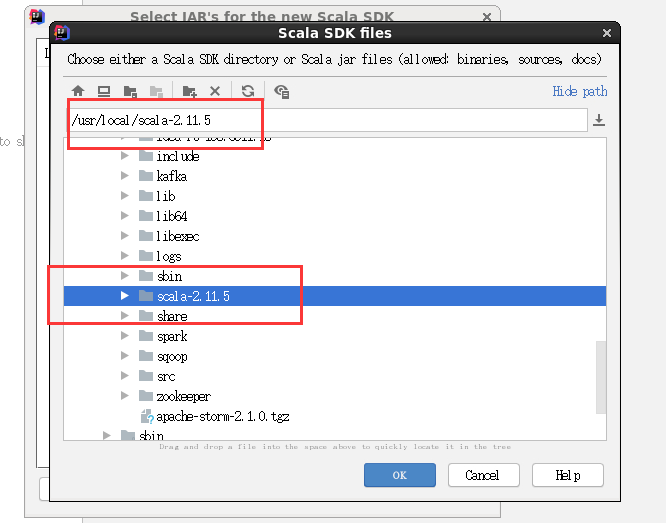 Select JAR's for the new Scala SDK
Scala SDK files
Choose either a Scala SDK directory or Scala jar files (allowed: binaries, sources, docs)
Hide path
/usr/local/scala-2.11.5
to s
include
kafka
lib
lib64
libexec
logs
sbin
scala-2.11.5
share
spark
sqoop
src
zookeeper
apache-storm-2.1.0.tgz
sbin
Drag and drop a file into the space above to quickly locate it in the tree
OK
Cancel
Help